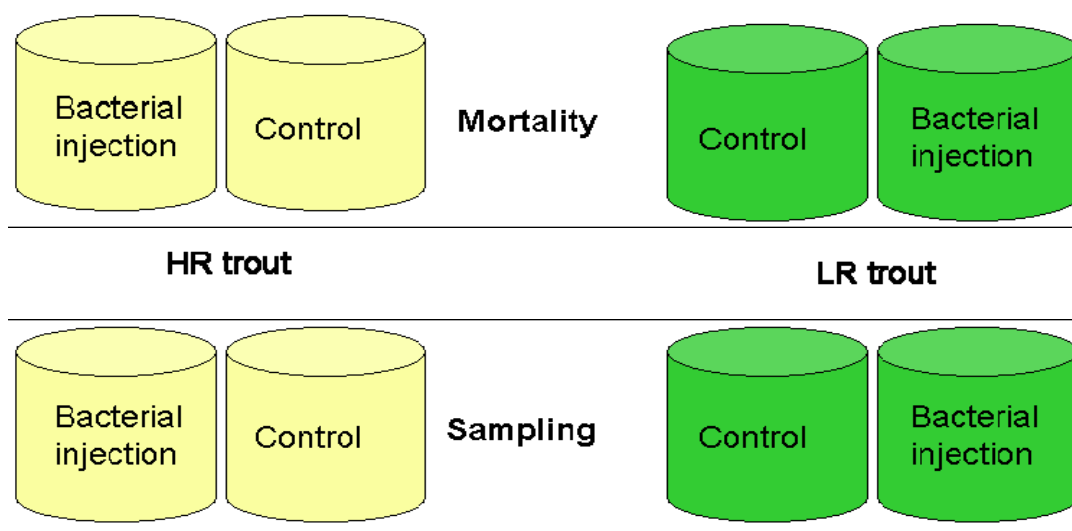 Bacterial
injection
Control
Mortality
Control
Bacterial
injection
HR trout
LR trout
Bacterial
injection
Control
Sampling
Control
Bacterial
injection